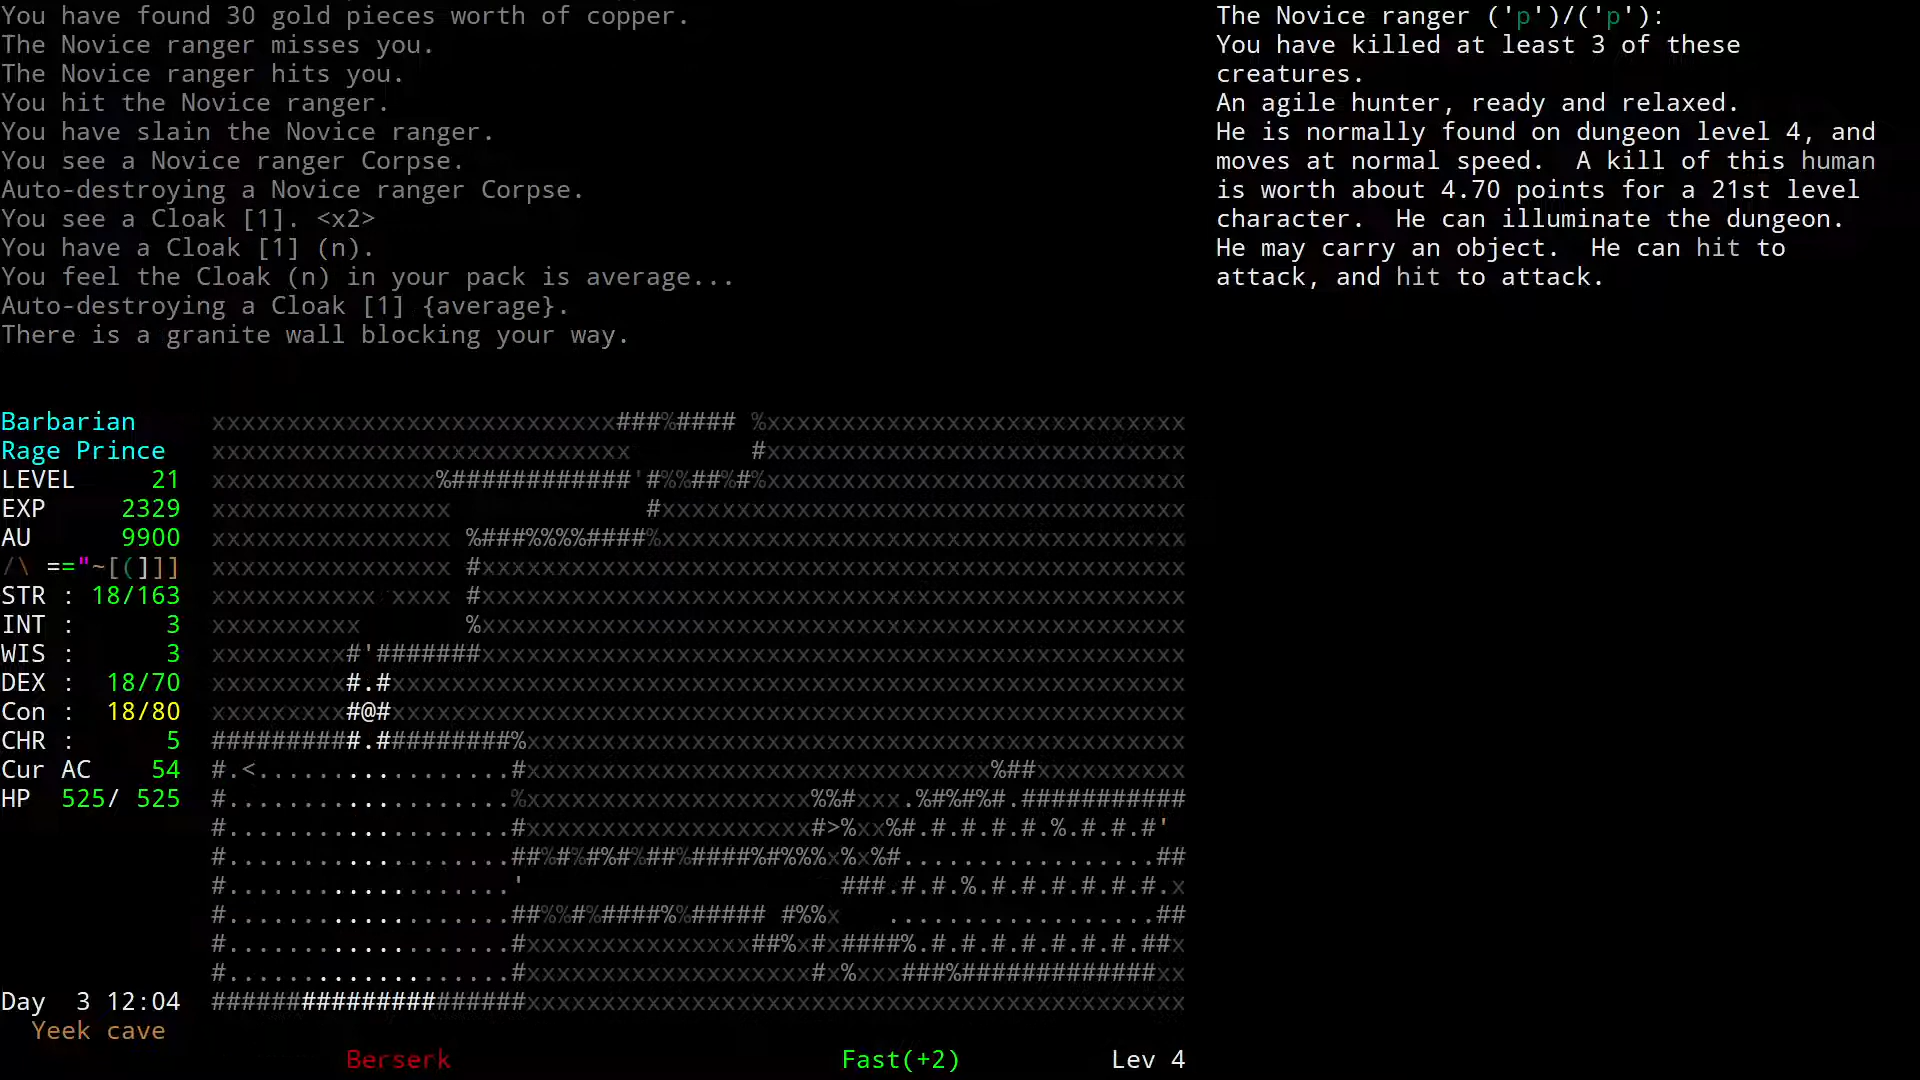 You have found 30 gold pieces worth of copper.
The Novice ranger misses you.
The Novice ranger hits you.
You hit the Novice ranger.
You have slain the Novice ranger.
You see a Novice ranger Corpse.
Auto-destroying a Novice ranger Corpse.
You see a Cloak [1]. <x2>
You have a Cloak [1] (n).
You feel the Cloak (n) in your pack is average...
Auto-destroying a Cloak [1] {average}.
There is a granite wall blocking your way.
The Novice ranger ('p')/('p'):
You have killed at least 3 of these
creatures.
An agile hunter, ready and relaxed.
He is normally found on dungeon level 4, and
moves at normal speed.  A kill of this human
is worth about 4.70 points for a 21st level
character.  He can illuminate the dungeon.
He may carry an object.  He can hit to
attack, and hit to attack.
Barbarian
Rage Prince
LEVEL 21
EXP 2329
AU 9900
/\ =="~[(]]]
STR : 18/163
INT : 3
WIS : 3
DEX : 18/70
Con : 18/80
CHR : 5
Cur AC 54
HP 525/ 525
Day 3 12:04
Yeek cave
Berserk
Fast(+2)
Lev 4